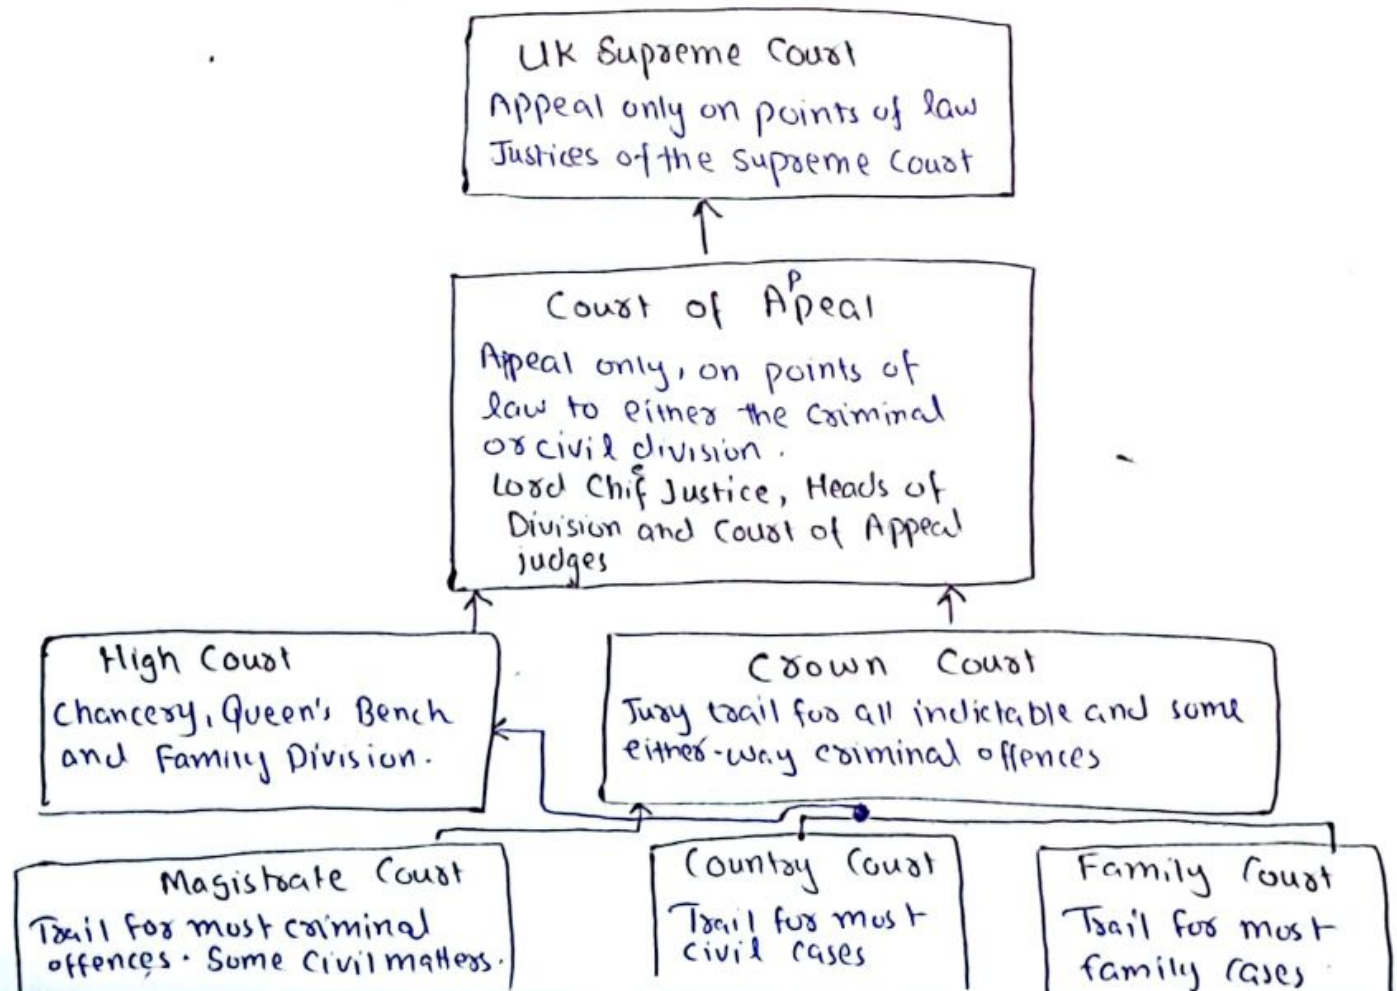 UK Supreme Court
Appeal only on points of law
Justices of the Supreme Court
Court of Appeal
Appeal only, on points of
law to either the criminal
or civil division.
Lord Chief Justice, Heads of
Division and Court of Appeal
judges
High Court
Chancery, Queen's Bench
and Family Division.
Crown Court
Jury trail for all indictable and some
either-way criminal offences
Magistrate Court
Trail for most criminal
offences. Some Civil matters.
Country Court
Trail for most
civil cases
Family Court
Trail for most
family cases